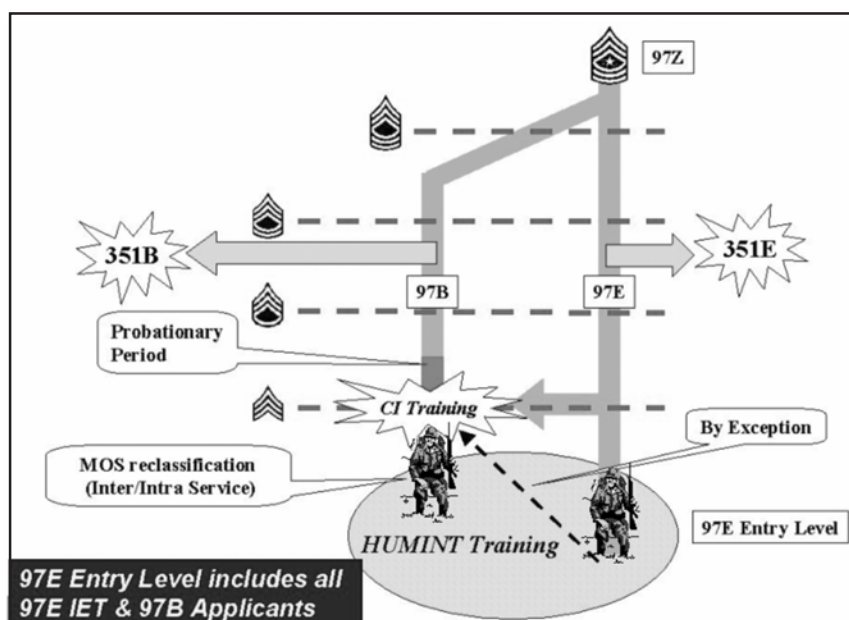 97Z
351B
351E
97B
97E
Probationary
Period
CI Training
By Exception
MOS reclassification
(Inter/Intra Service)
HUMINT Training
97E Entry Level
97E Entry Level includes all
97E IET & 97B Applicants